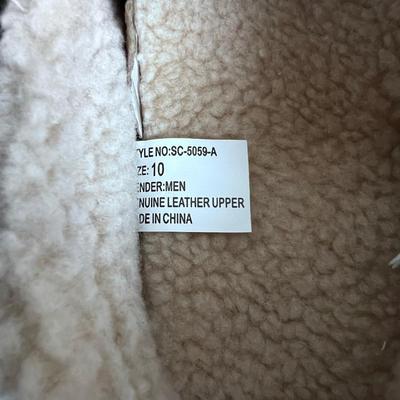 TYLE NO:SC-5059-A
ZE: 10
ENDER:MEN
NUINE LEATHER UPPER
DE IN CHINA